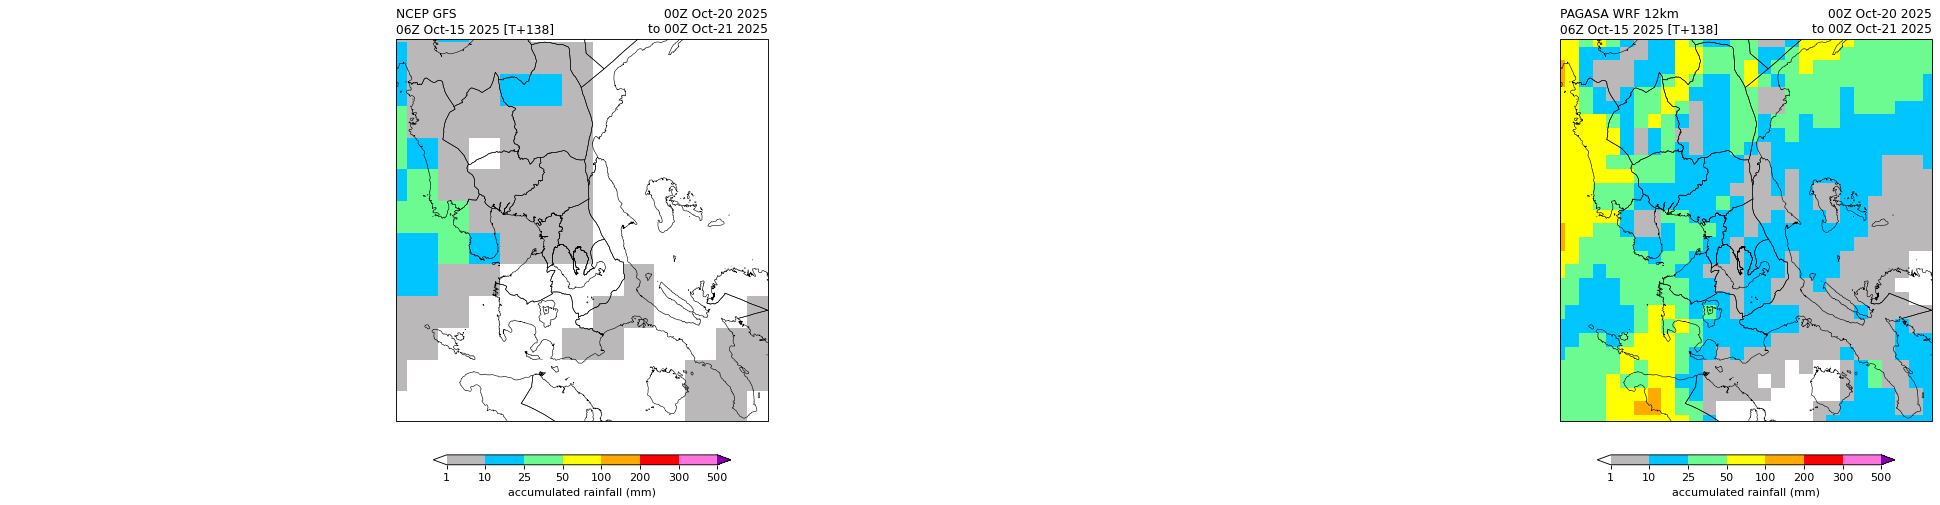 NCEP GFS 00Z Oct-20 2025
06Z Oct-15 2025 [T+138] to 00Z Oct-21 2025
1 10 25 50 100 200 300 500
accumulated rainfall (mm)
PAGASA WRF 12km 00Z Oct-20 2025
06Z Oct-15 2025 [T+138] to 00Z Oct-21 2025
1 10 25 50 100 200 300 500
accumulated rainfall (mm)